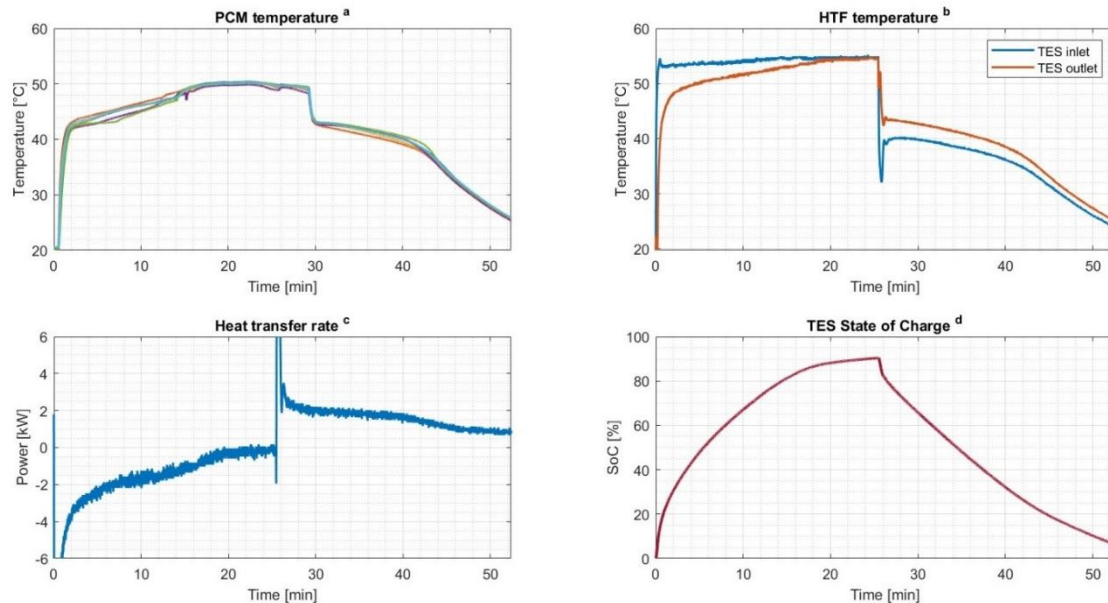 PCM temperature a
60
50
40
30
20
Temperature [°C]
0 10 20 30 40 50
Time [min]
HTF temperature b
60
50
40
30
20
Temperature [°C]
TES inlet
TES outlet
0 10 20 30 40 50
Time [min]
Heat transfer rate c
6
4
2
0
-2
-4
-6
Power [kW]
0 10 20 30 40 50
Time [min]
TES State of Charge d
100
80
60
40
20
0
SoC [%]
0 10 20 30 40 50
Time [min]